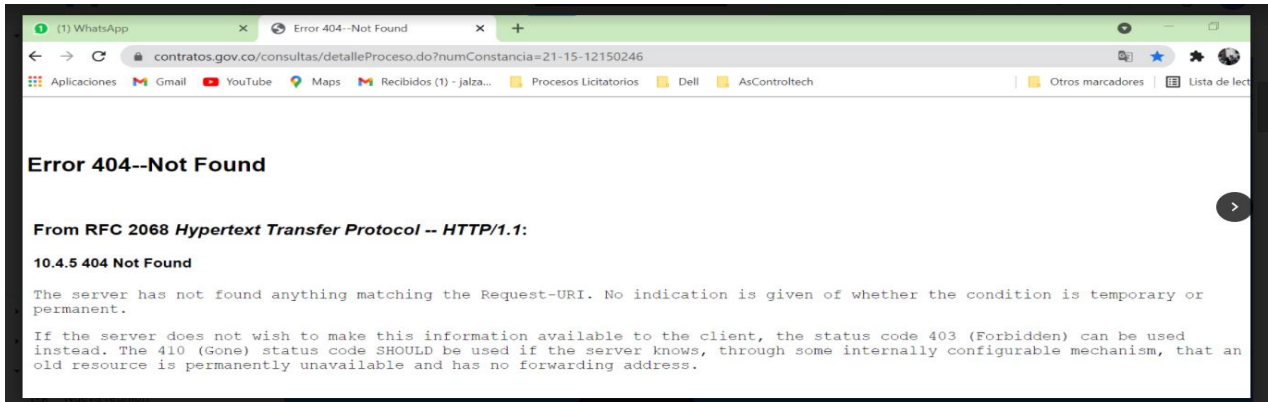 (1) WhatsApp
Error 404--Not Found
contratos.gov.co/consultas/detalleProceso.do?numConstancia=21-15-12150246
Aplicaciones Gmail YouTube Maps Recibidos (1) - jalza... Procesos Licitatorios Dell AsControltech Otros marcadores Lista de lect
Error 404--Not Found
From RFC 2068 Hypertext Transfer Protocol -- HTTP/1.1:
10.4.5 404 Not Found
The server has not found anything matching the Request-URI. No indication is given of whether the condition is temporary or
permanent.
If the server does not wish to make this information available to the client, the status code 403 (Forbidden) can be used
instead. The 410 (Gone) status code SHOULD be used if the server knows, through some internally configurable mechanism, that an
old resource is permanently unavailable and has no forwarding address.